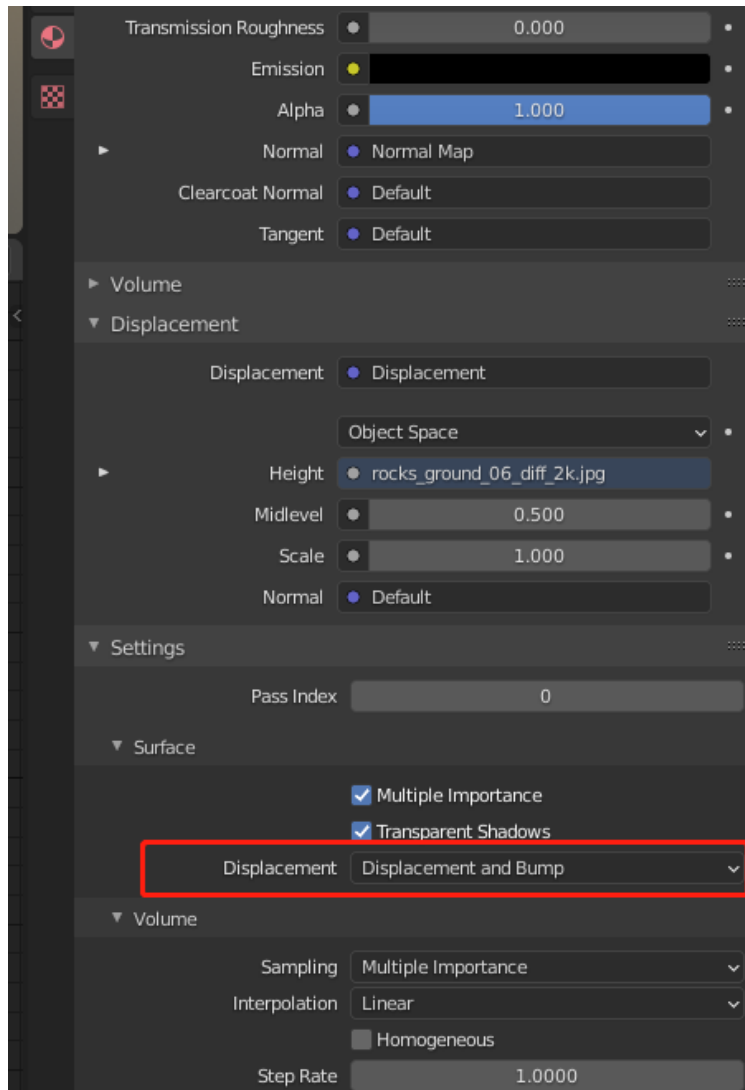 Transmission Roughness 0.000
Emission
Alpha 1.000
Normal Normal Map
Clearcoat Normal Default
Tangent Default
Volume
Displacement
Displacement Displacement
Object Space
Height rocks_ground_06_diff_2k.jpg
Midlevel 0.500
Scale 1.000
Normal Default
Settings
Pass Index 0
Surface
Multiple Importance
Transparent Shadows
Displacement Displacement and Bump
Volume
Sampling Multiple Importance
Interpolation Linear
Homogeneous
Step Rate 1.0000